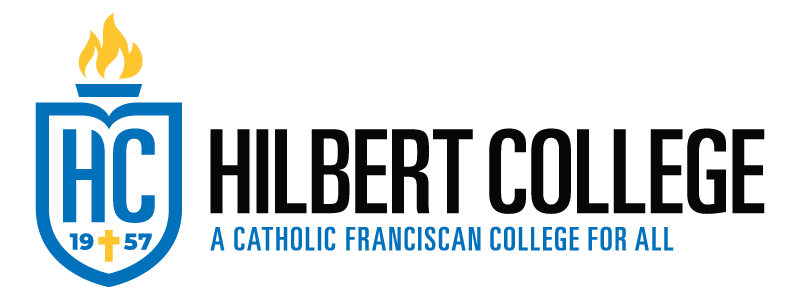 HC
19 57
HILBERT COLLEGE
A CATHOLIC FRANCISCAN COLLEGE FOR ALL